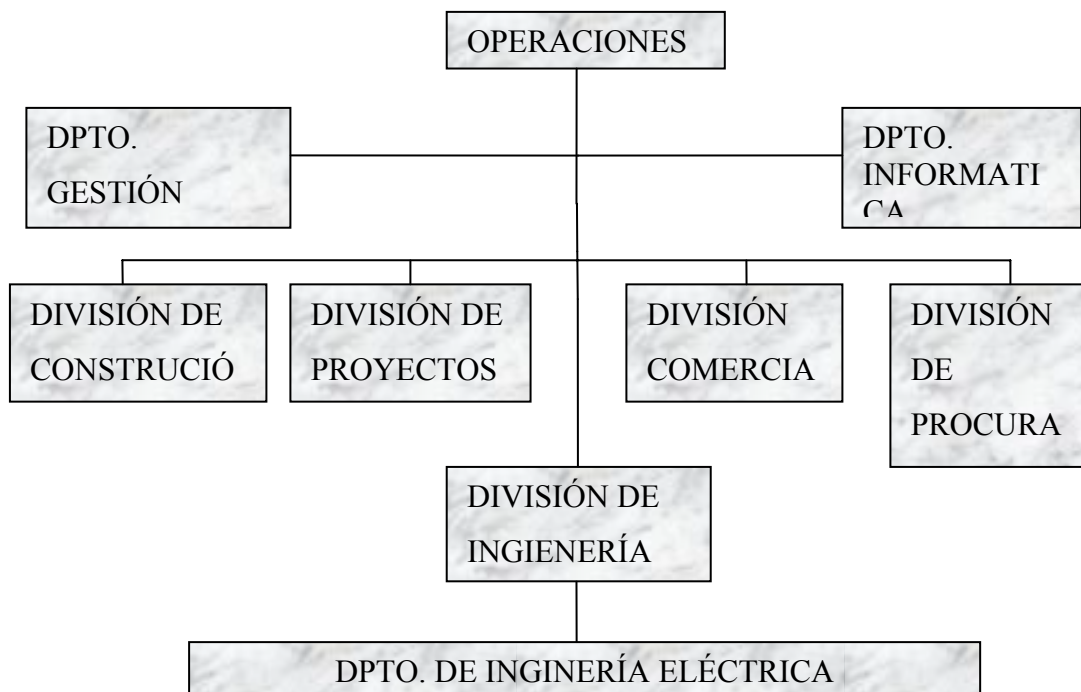 OPERACIONES
DPTO.
GESTIÓN
DPTO.
INFORMATI
CA
DIVISIÓN DE
CONSTRUCIÓ
DIVISIÓN DE
PROYECTOS
DIVISIÓN
COMERCIA
DIVISIÓN
DE
PROCURA
DIVISIÓN DE
INGIENERÍA
DPTO. DE INGINERÍA ELÉCTRICA